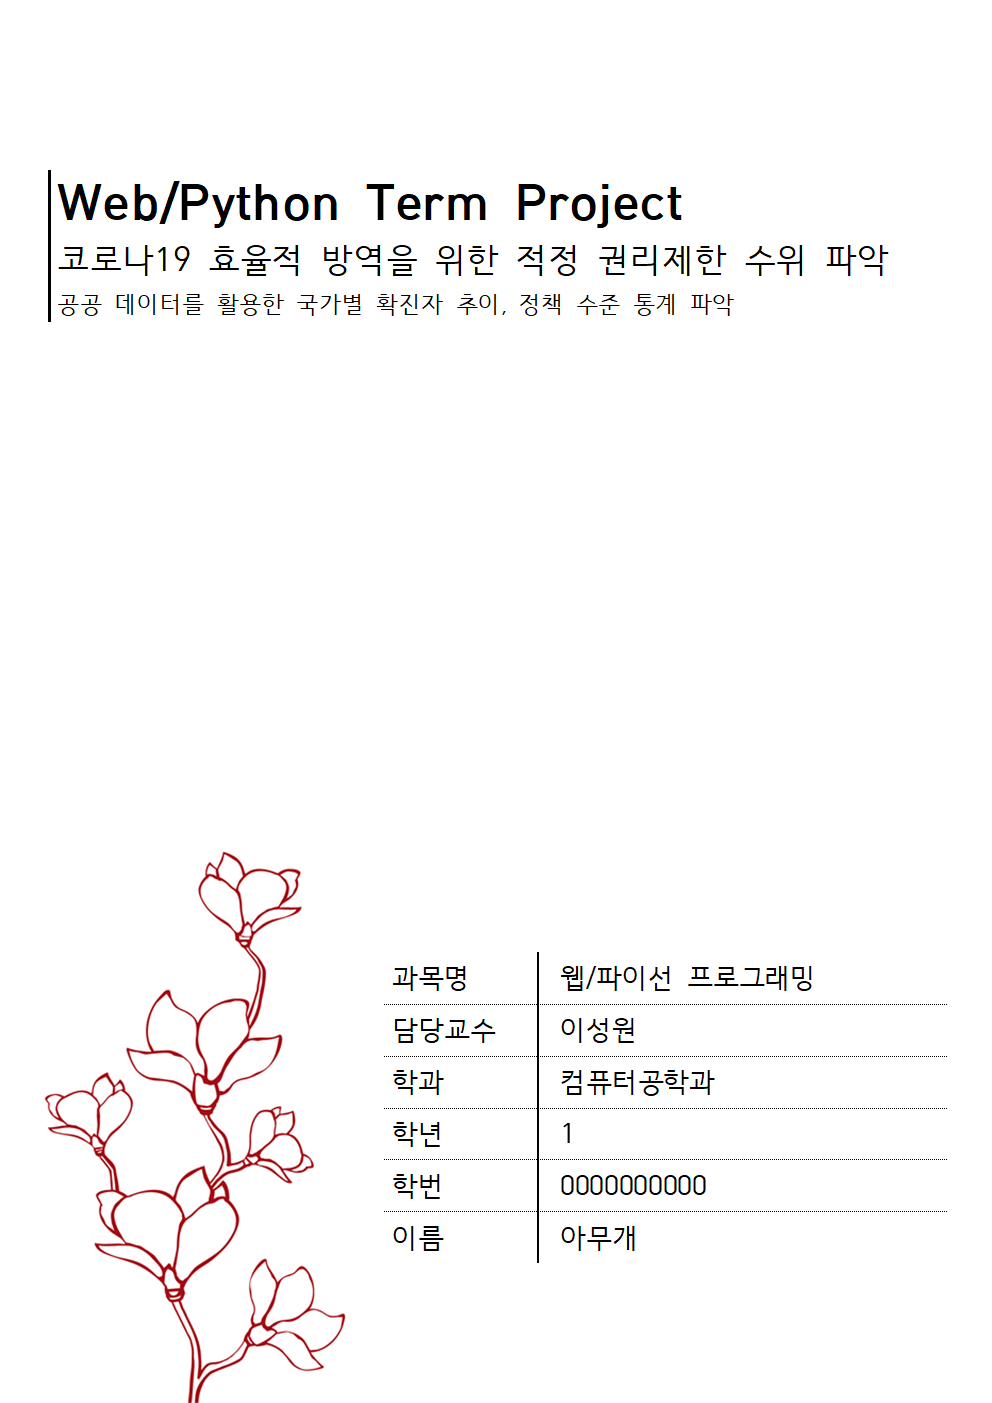 Web/Python Term Project
코로나19 효율적 방역을 위한 적정 권리제한 수위 파악
공공 데이터를 활용한 국가별 확진자 추이, 정책 수준 통계 파악
과목명 웹/파이선 프로그래밍
담당교수 이성원
학과 컴퓨터공학과
학년 1
학번 0000000000
이름 아무개